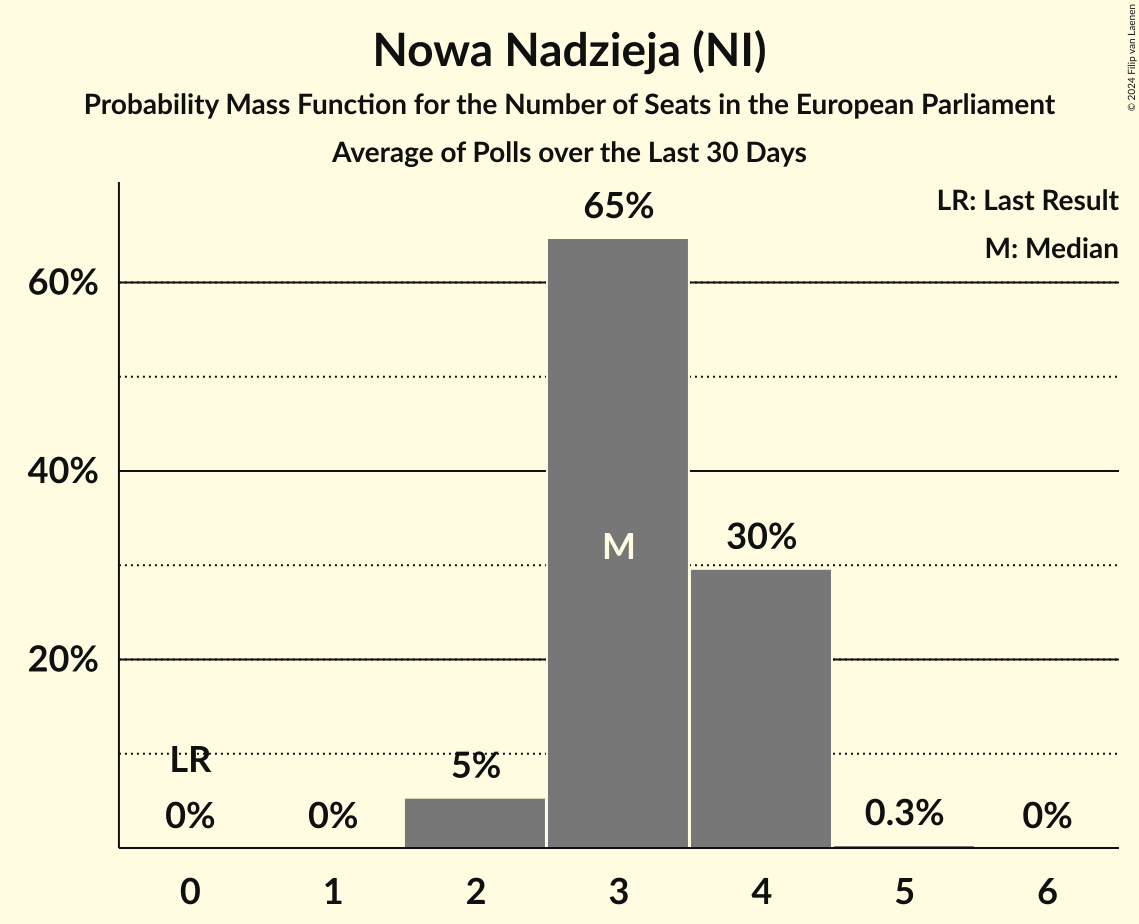 Nowa Nadzieja (NI)
Probability Mass Function for the Number of Seats in the European Parliament
Average of Polls over the Last 30 Days
© 2024 Filip van Laenen
LR: Last Result
M: Median
65%
60%
40%
30%
M
20%
LR
5%
0%
0%
0.3%
0%
0
1
2
3
4
5
6